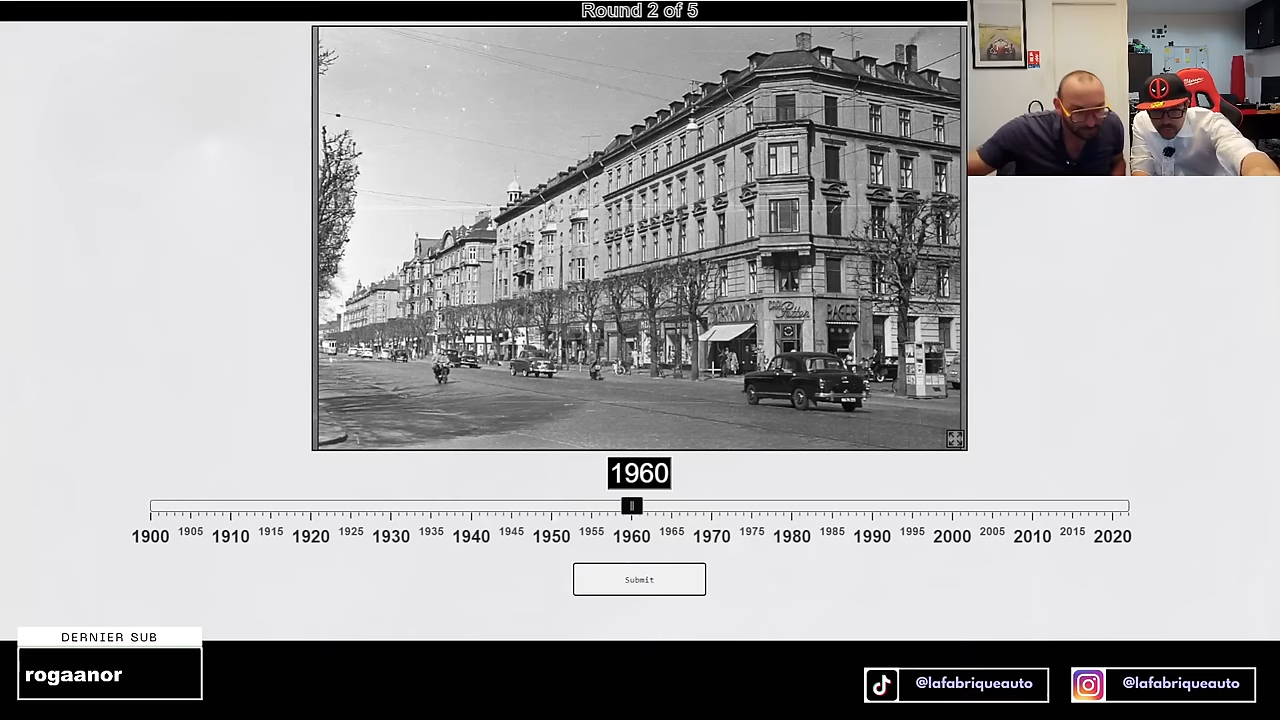 Round 2 of 5
1960
1900 1905 1910 1915 1920 1925 1930 1935 1940 1945 1950 1955 1960 1965 1970 1975 1980 1985 1990 1995 2000 2005 2010 2015 2020
Submit
DERNIER SUB
rogaanor
@lafabriqueauto
@lafabriqueauto